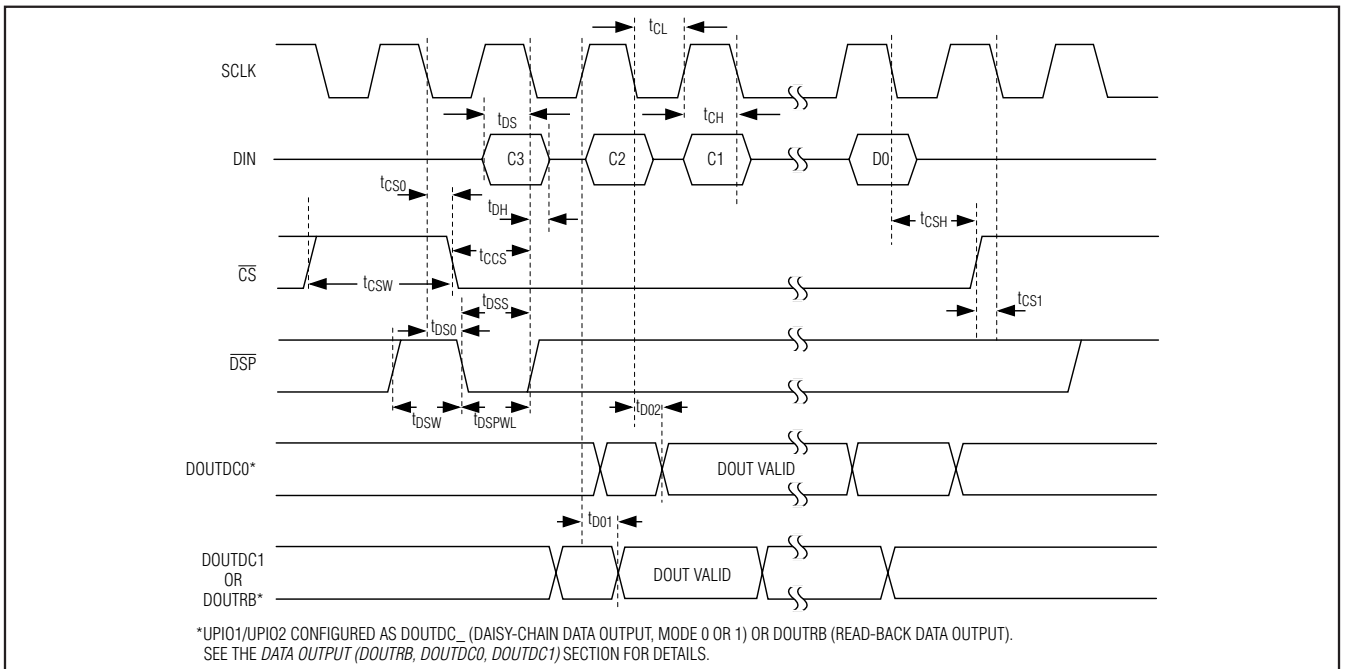 tCL
SCLK
tDS
tCH
DIN
C3
C2
C1
D0
tCS0
tDH
tCSH
tCCS
CS
tCSW
tDSS
tCS1
tDS0
DSP
tDSW
tDSPWL
tD02
DOUTDC0*
DOUT VALID
tD01
DOUTDC1
OR
DOUTRB*
DOUT VALID
*UPIO1/UPIO2 CONFIGURED AS DOUTDC_ (DAISY-CHAIN DATA OUTPUT, MODE 0 OR 1) OR DOUTRB (READ-BACK DATA OUTPUT).
SEE THE DATA OUTPUT (DOUTRB, DOUTDC0, DOUTDC1) SECTION FOR DETAILS.